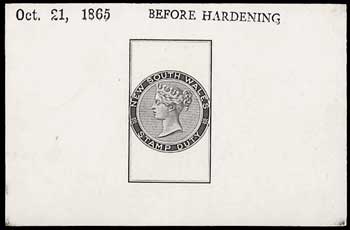 Oct. 21, 1865 BEFORE HARDENING
NEW SOUTH WALES
STAMP DUTY